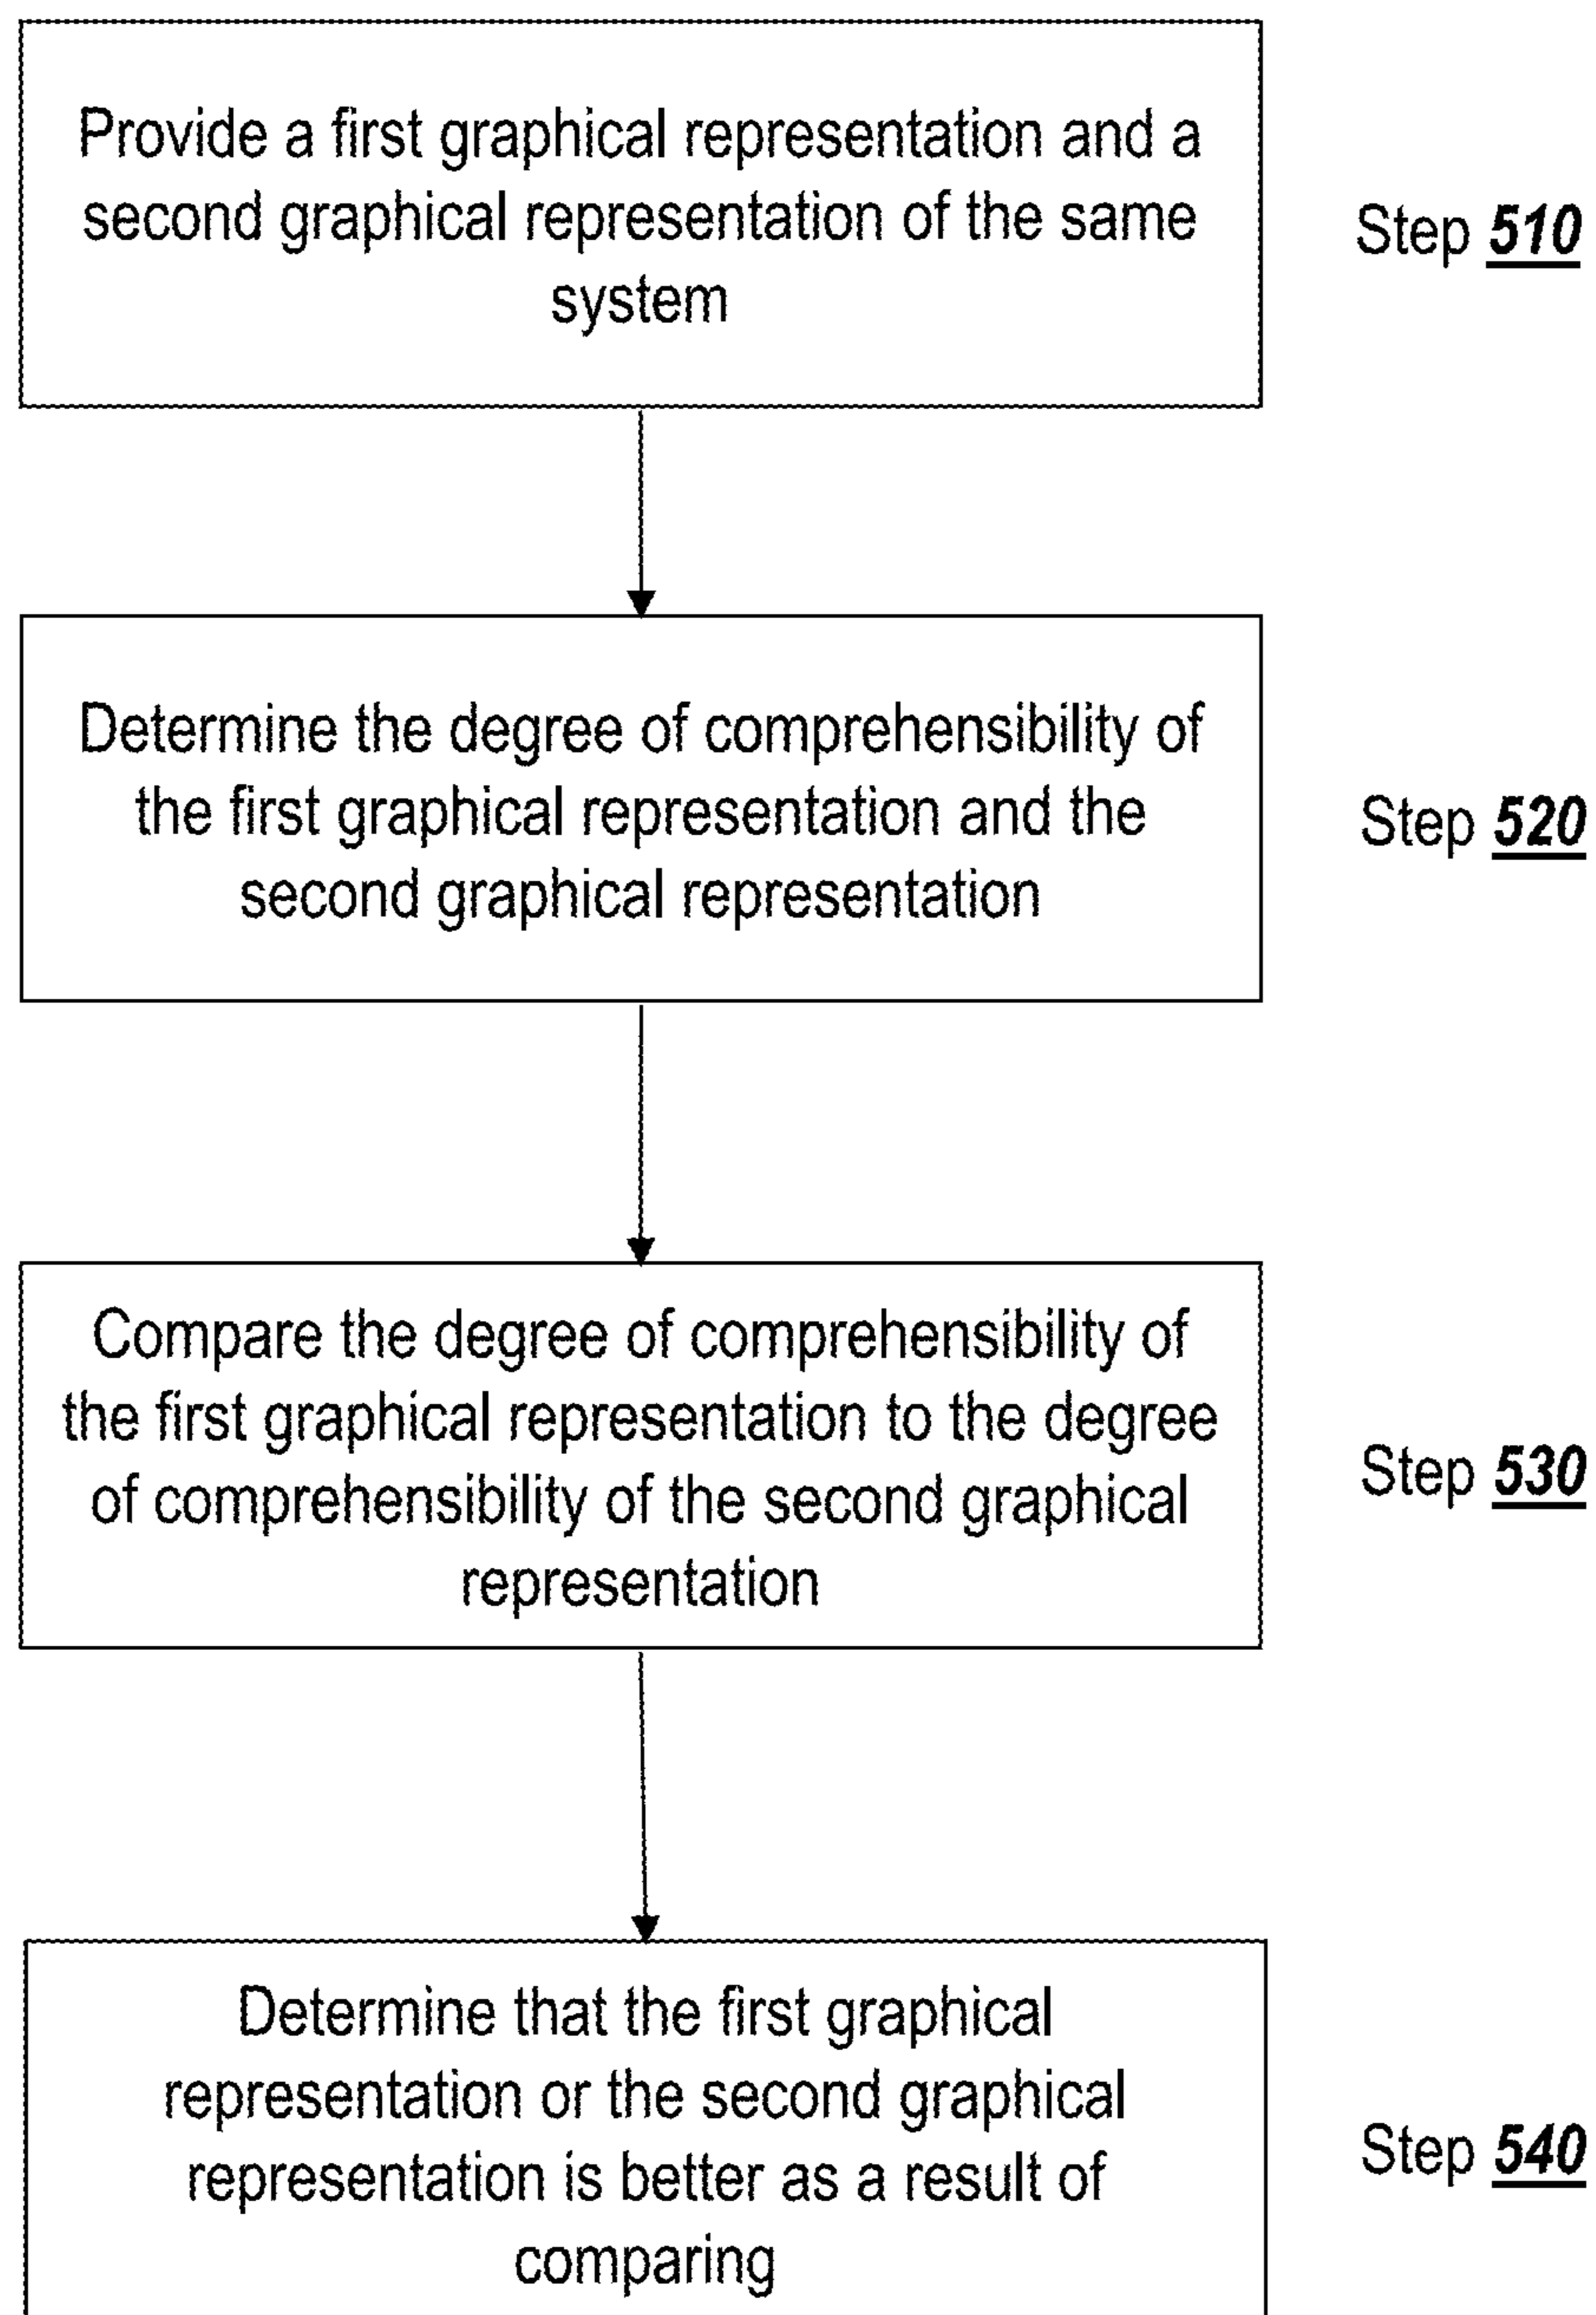 Provide a first graphical representation and a
second graphical representation of the same
system
Step 510
Determine the degree of comprehensibility of
the first graphical representation and the
second graphical representation
Step 520
Compare the degree of comprehensibility of
the first graphical representation to the degree
of comprehensibility of the second graphical
representation
Step 530
Determine that the first graphical
representation or the second graphical
representation is better as a result of
comparing
Step 540